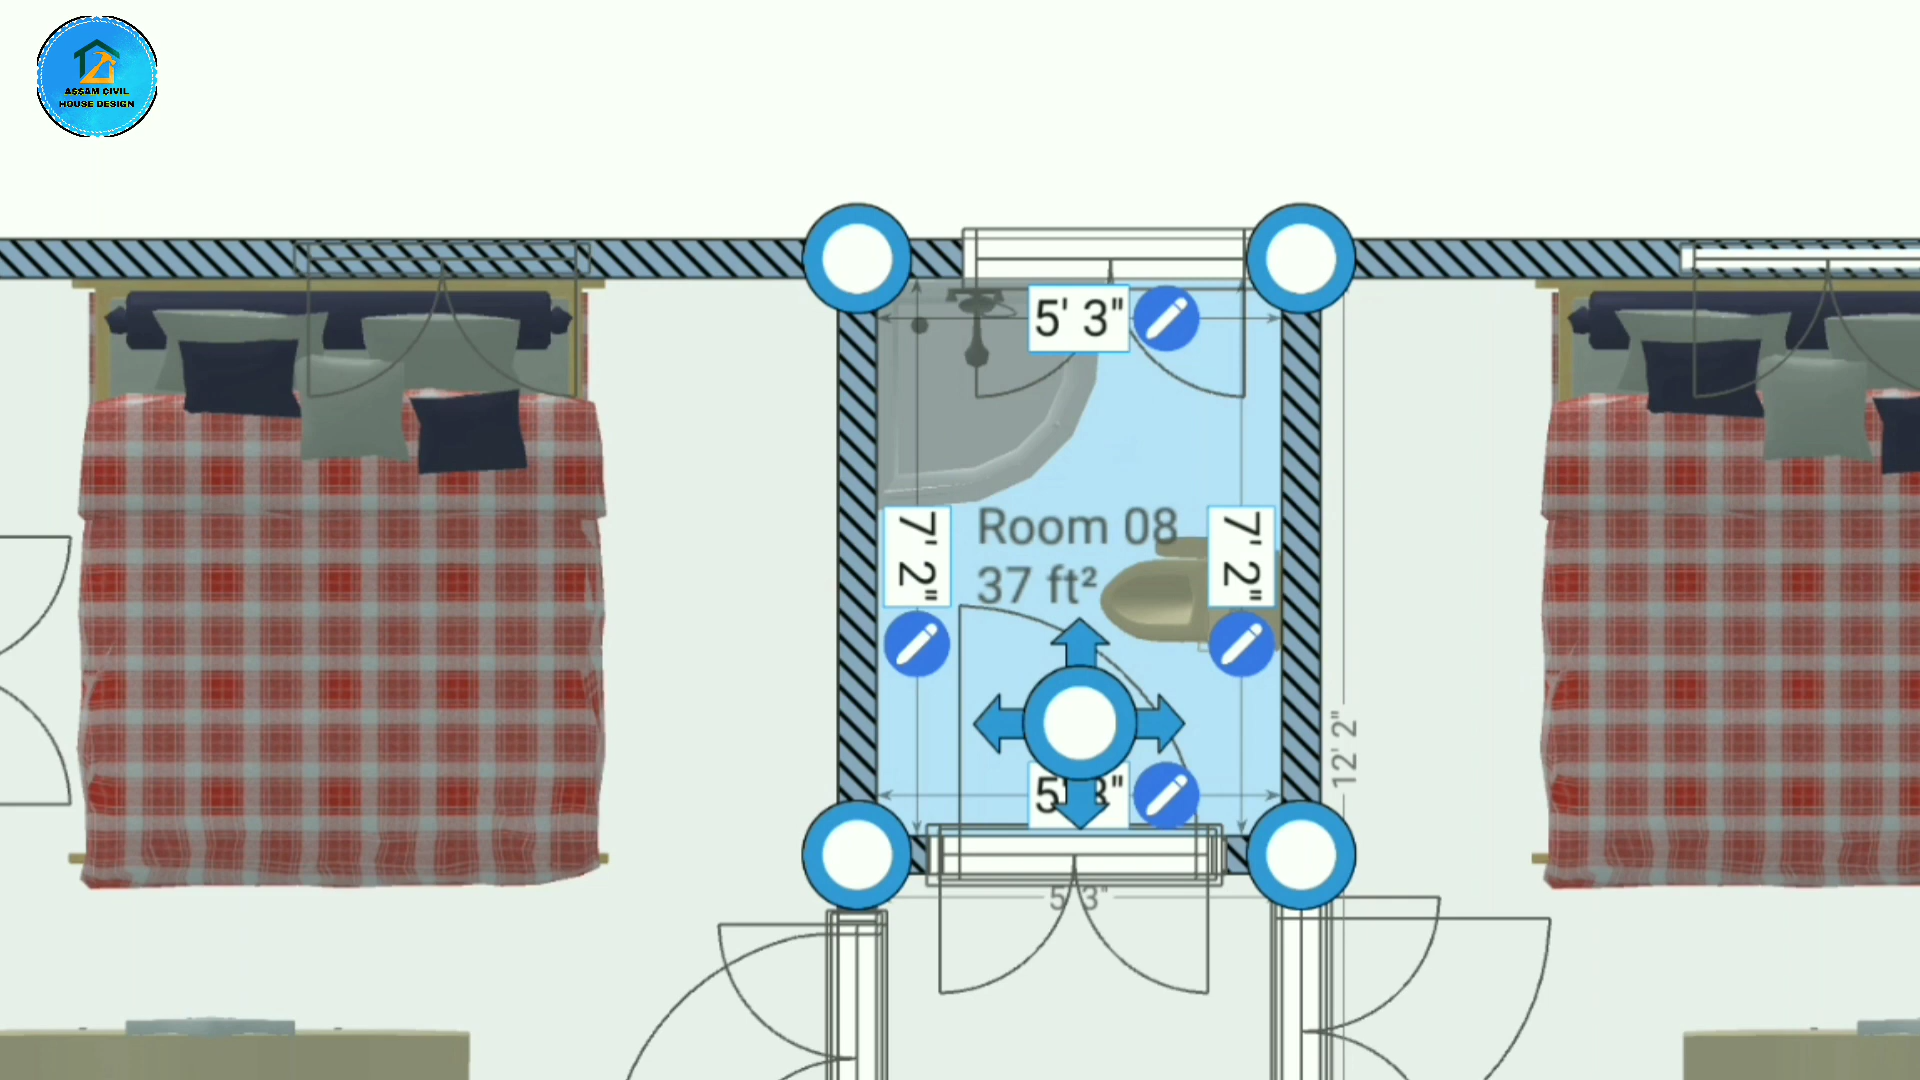 ASSAM CIVIL
HOUSE DESIGN
5' 3"
7' 2"
Room 08
37 ft²
7' 2"
12' 2"
5' 3"